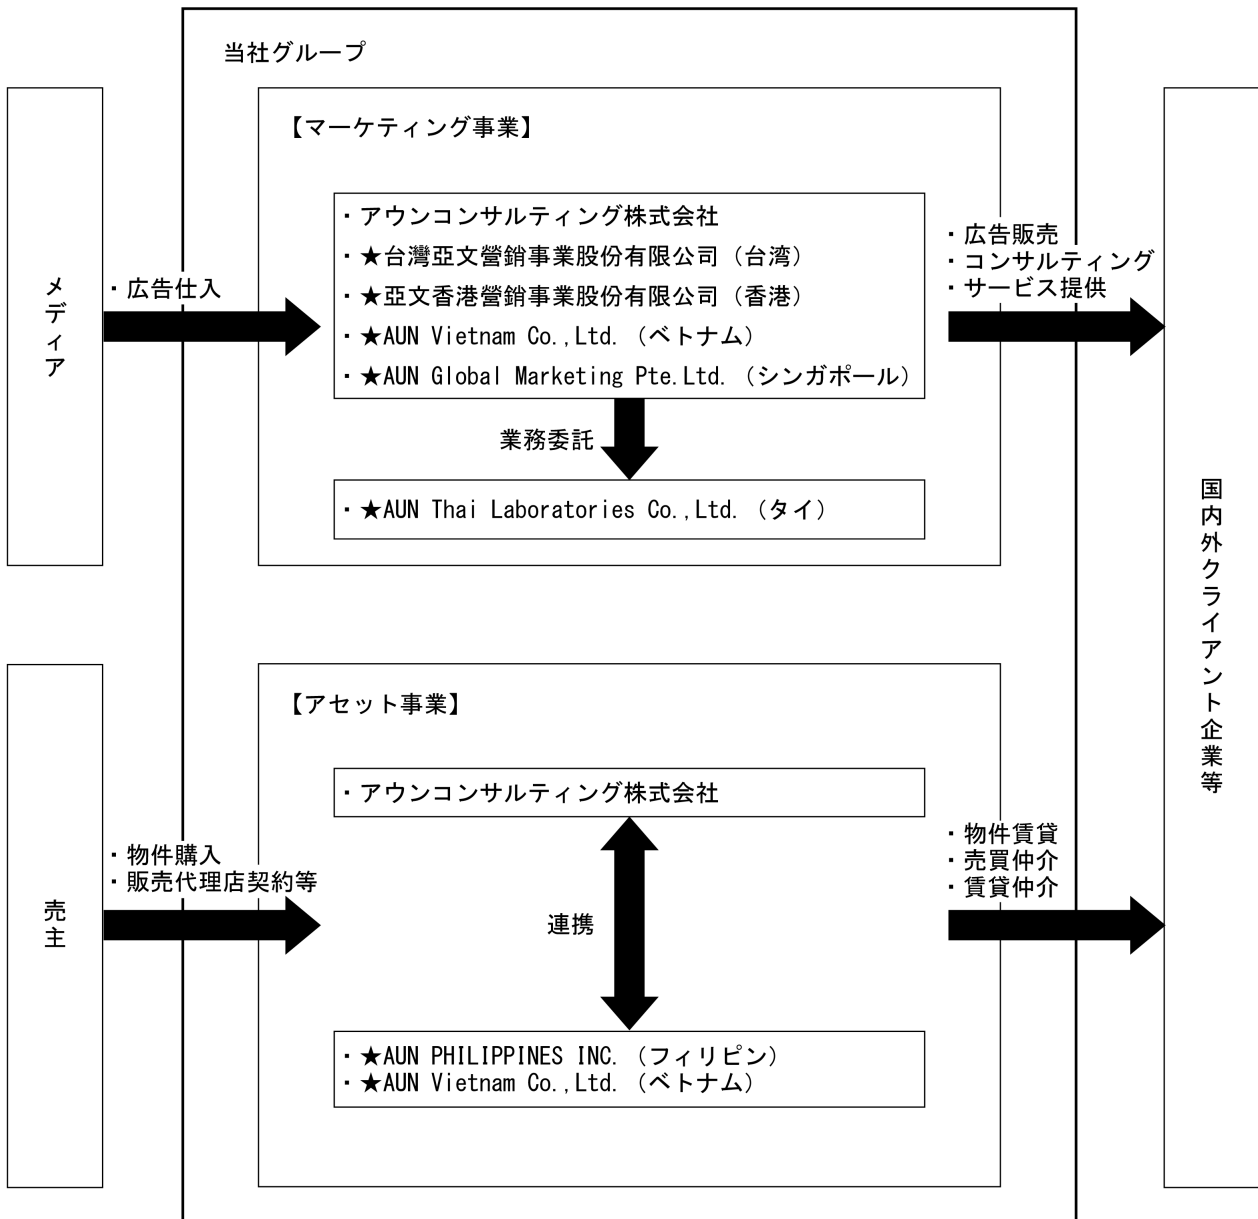 当社グループ
メディア
・広告仕入
【マーケティング事業】
・アウンコンサルティング株式会社
・★台灣亞文營銷事業股份有限公司（台湾）
・★亞文香港營銷事業股份有限公司（香港）
・★AUN Vietnam Co.,Ltd.（ベトナム）
・★AUN Global Marketing Pte.Ltd.（シンガポール）
業務委託
・★AUN Thai Laboratories Co.,Ltd.（タイ）
・広告販売
・コンサルティング
・サービス提供
国内外クライアント企業等
売主
・物件購入
・販売代理店契約等
【アセット事業】
・アウンコンサルティング株式会社
連携
・★AUN PHILIPPINES INC.（フィリピン）
・★AUN Vietnam Co.,Ltd.（ベトナム）
・物件賃貸
・売買仲介
・賃貸仲介